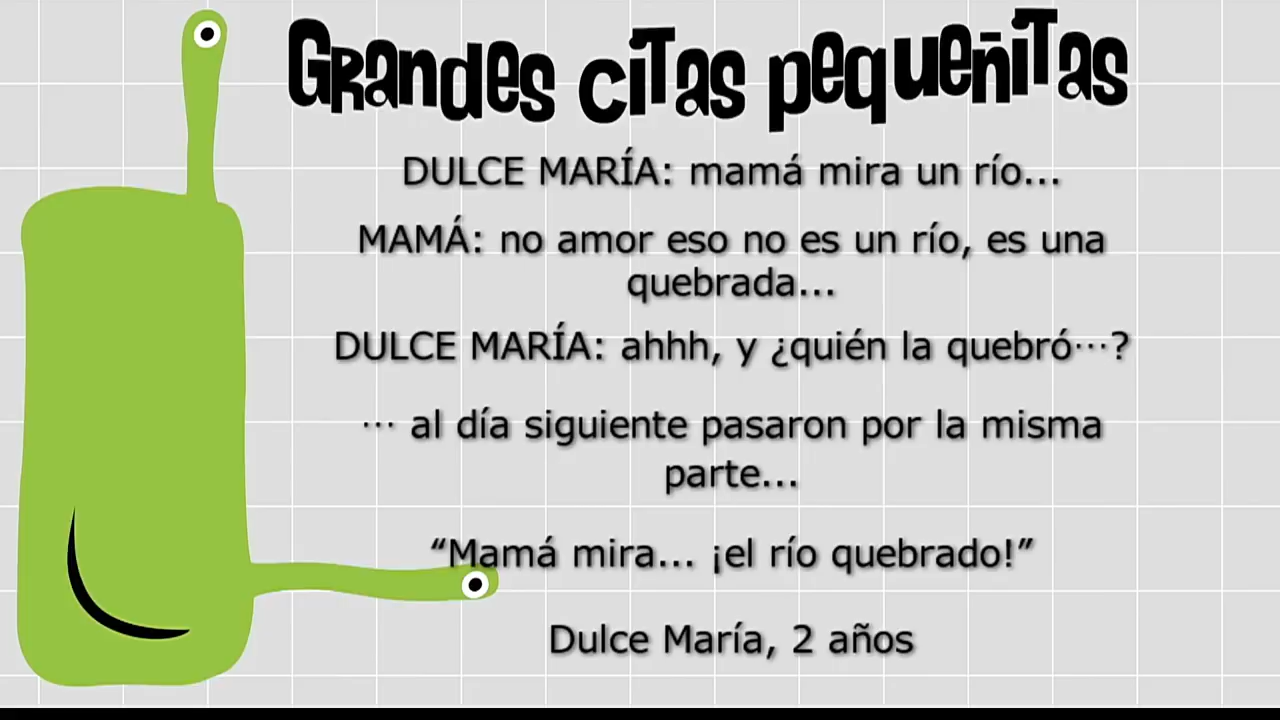 Grandes citas pequeñitas
DULCE MARÍA: mamá mira un río...
MAMÁ: no amor eso no es un río, es una
quebrada...
DULCE MARÍA: ahhh, y ¿quién la quebró⋯?
⋯ al día siguiente pasaron por la misma
parte...
“Mamá mira... ¡el río quebrado!”
Dulce María, 2 años